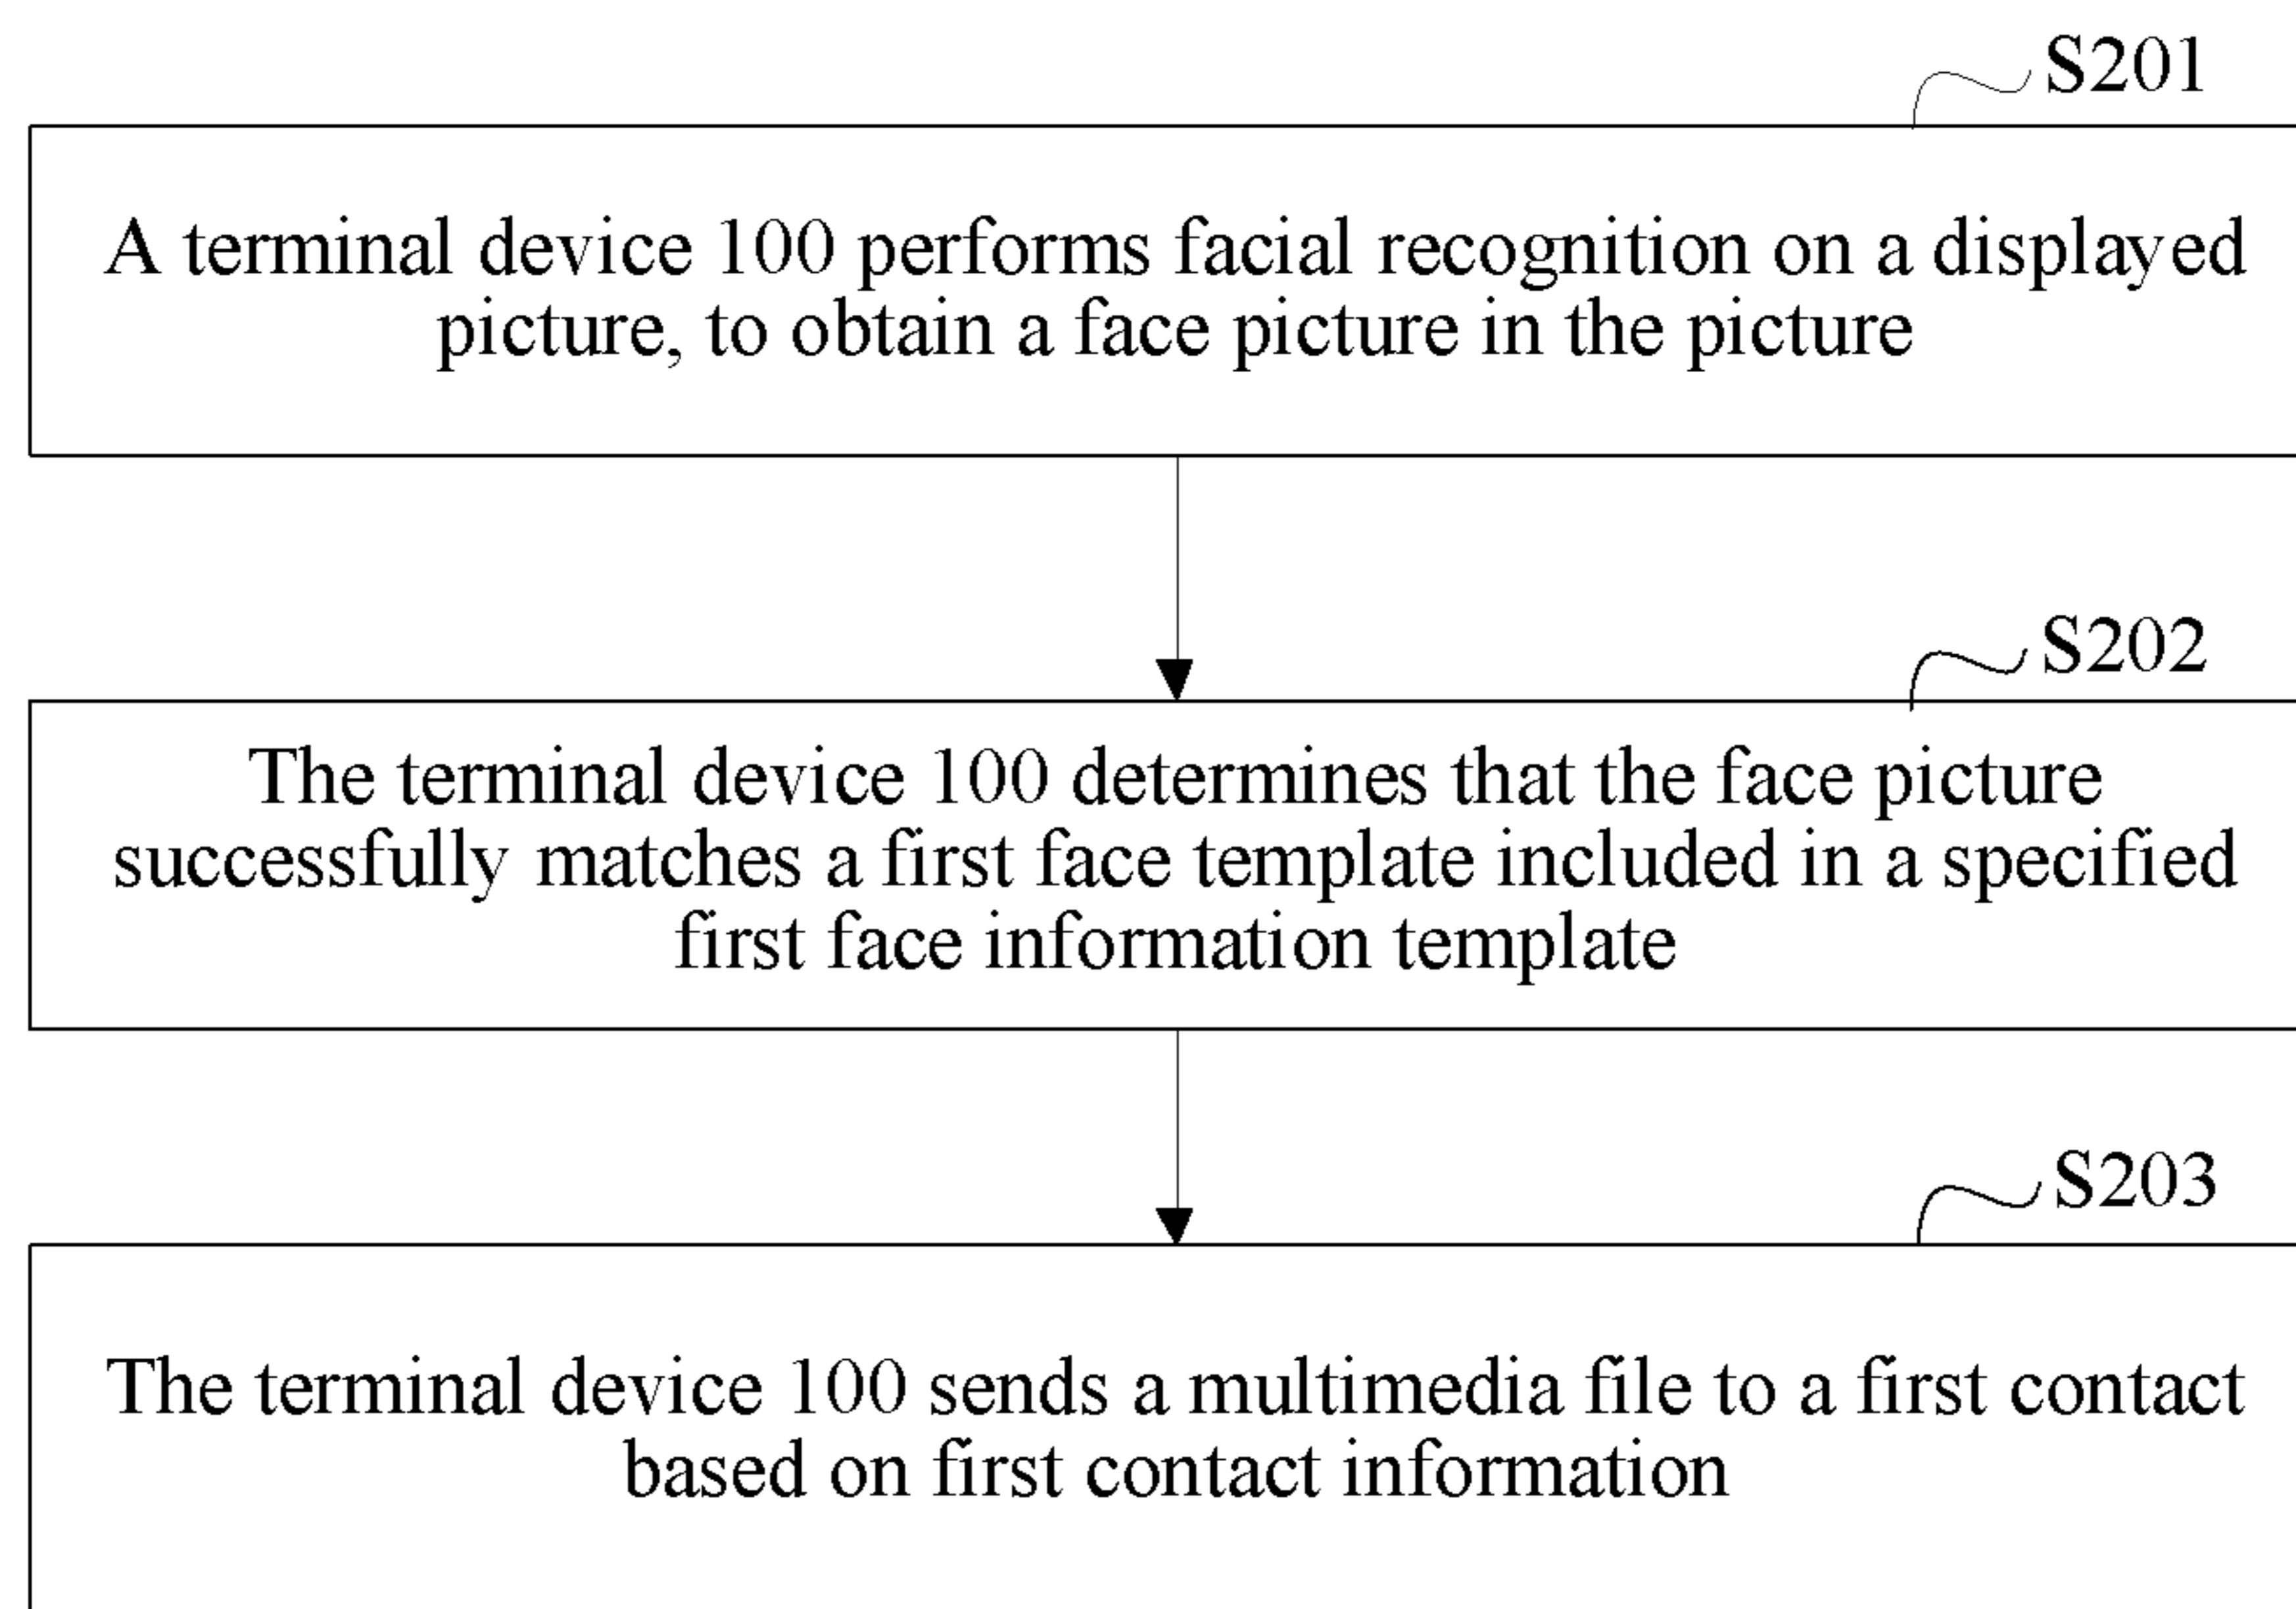 S201
A terminal device 100 performs facial recognition on a displayed
picture, to obtain a face picture in the picture
S202
The terminal device 100 determines that the face picture
successfully matches a first face template included in a specified
first face information template
S203
The terminal device 100 sends a multimedia file to a first contact
based on first contact information